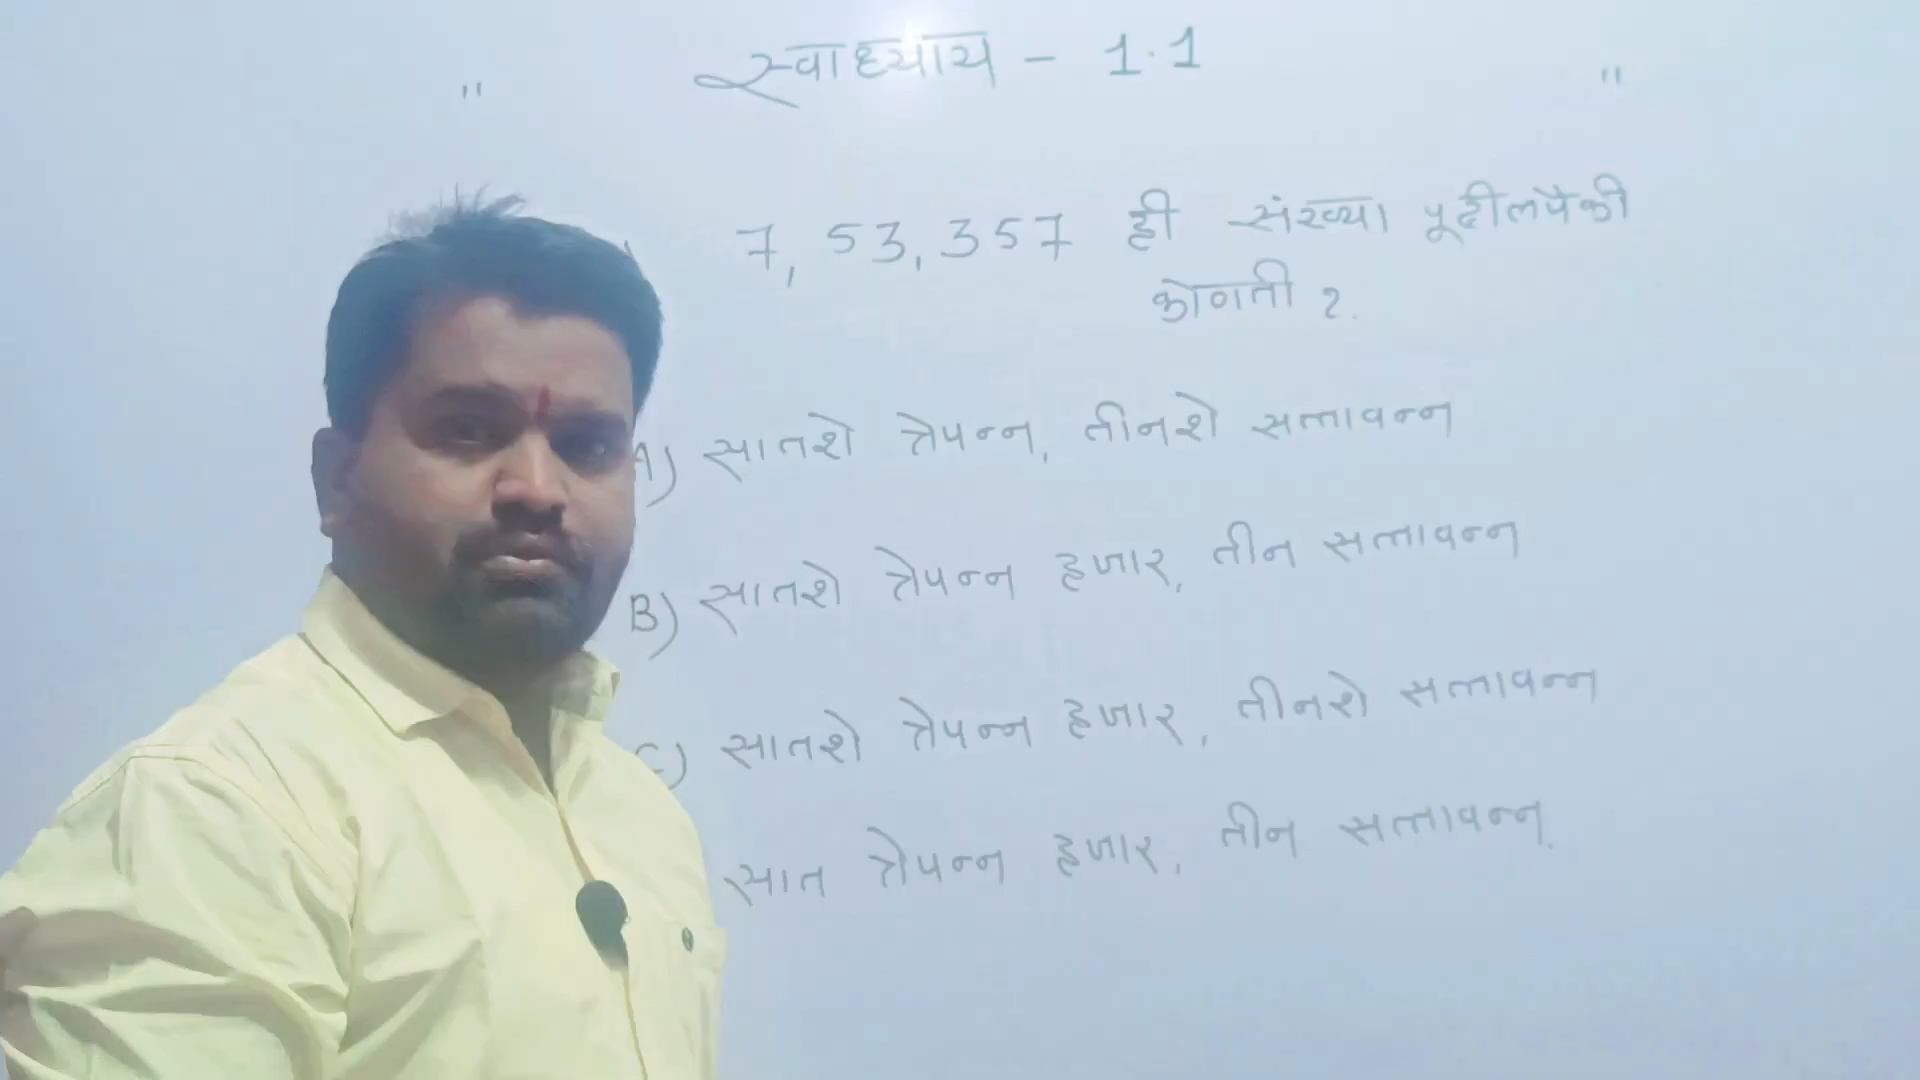 " स्वाध्याय - 1.1 "
7,53,357 ही संख्या पूढीलपैकी
कोणती ?.
A) सातशे त्रेपन्न, तीनशे सत्तावन्न
B) सातशे त्रेपन्न हजार, तीन सत्तावन्न
C) सातशे त्रेपन्न हजार, तीनशे सत्तावन्न
सात त्रेपन्न हजार, तीन सत्तावन्न.